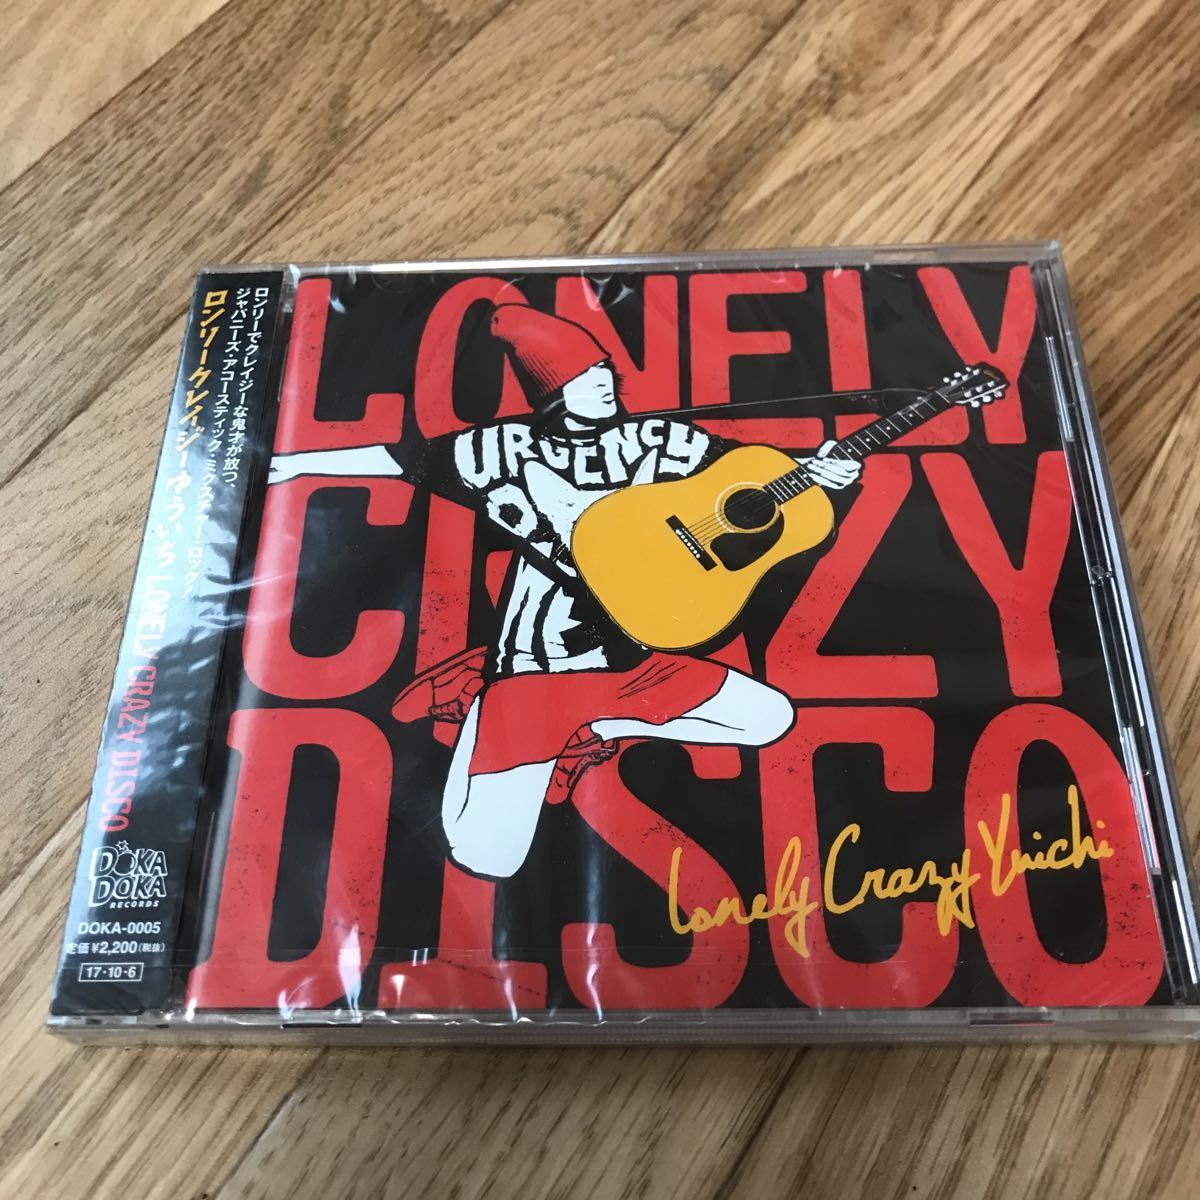 ロンリーでクレイジーな鬼才が放つ、
ジャパニーズ・アコースティック・ミクスチャー・ロック!
ロンリークレイジーゆういち LONELY CRAZY DISCO
DOKA
DOKA
RECORDS
DOKA-0005
定価¥2,200(税抜)
17・10・6
LONELY
CRAZY
DISCO
URGENCY
Lonely Crazy Yuichi